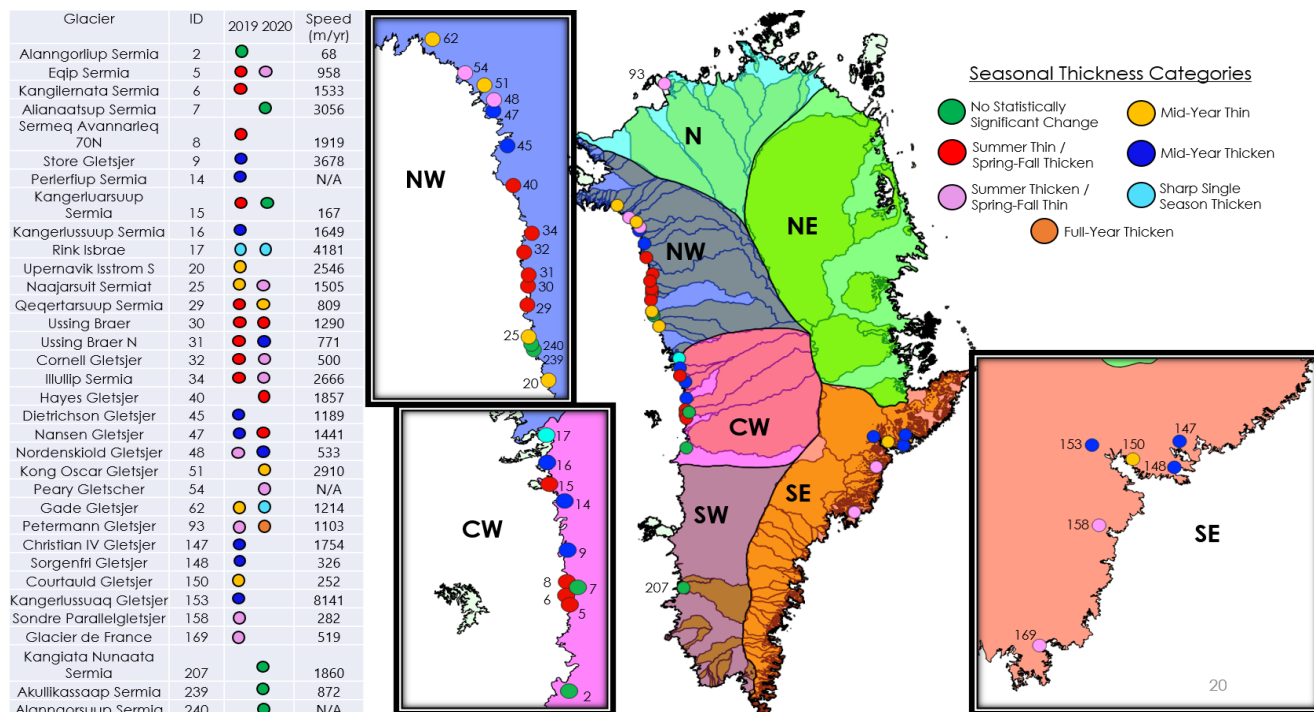 Glacier ID 2019 2020 Speed (m/yr)
Alanngorliup Sermia 2 68
Eqip Sermia 5 958
Kangilernata Sermia 6 1533
Alianaatsup Sermia 7 3056
Sermeq Avannarleq
70N 8 1919
Store Gletsjer 9 3678
Perlerfiup Sermia 14 N/A
Kangerluarsuup
Sermia 15 167
Kangerlussuup Sermia 16 1649
Rink Isbrae 17 4181
Upernavik Isstrom S 20 2546
Naajarsuit Sermiat 25 1505
Qeqertarsuup Sermia 29 809
Ussing Braer 30 1290
Ussing Braer N 31 771
Cornell Gletsjer 32 500
Illullip Sermia 34 2666
Hayes Gletsjer 40 1857
Dietrichson Gletsjer 45 1189
Nansen Gletsjer 47 1441
Nordenskiold Gletsjer 48 533
Kong Oscar Gletsjer 51 2910
Peary Gletscher 54 N/A
Gade Gletsjer 62 1214
Petermann Gletsjer 93 1103
Christian IV Gletsjer 147 1754
Sorgenfri Gletsjer 148 326
Courtauld Gletsjer 150 252
Kangerlussuaq Gletsjer 153 8141
Sondre Parallelgletsjer 158 282
Glacier de France 169 519
Kangiata Nunaata
Sermia 207 1860
Akullikassaap Sermia 239 872
Alanngorsuup Sermia 240 N/A
62
54
51
48
47
45
NW
40
34
32
31
30
29
25
240
239
20
17
16
15
14
CW
9
8
7
6
5
2
93
N
NE
NW
CW
SE
SW
207
Seasonal Thickness Categories
No Statistically
Significant Change
Mid-Year Thin
Summer Thin /
Spring-Fall Thicken
Mid-Year Thicken
Summer Thicken /
Spring-Fall Thin
Sharp Single
Season Thicken
Full-Year Thicken
147
153
150
148
158
SE
169
20